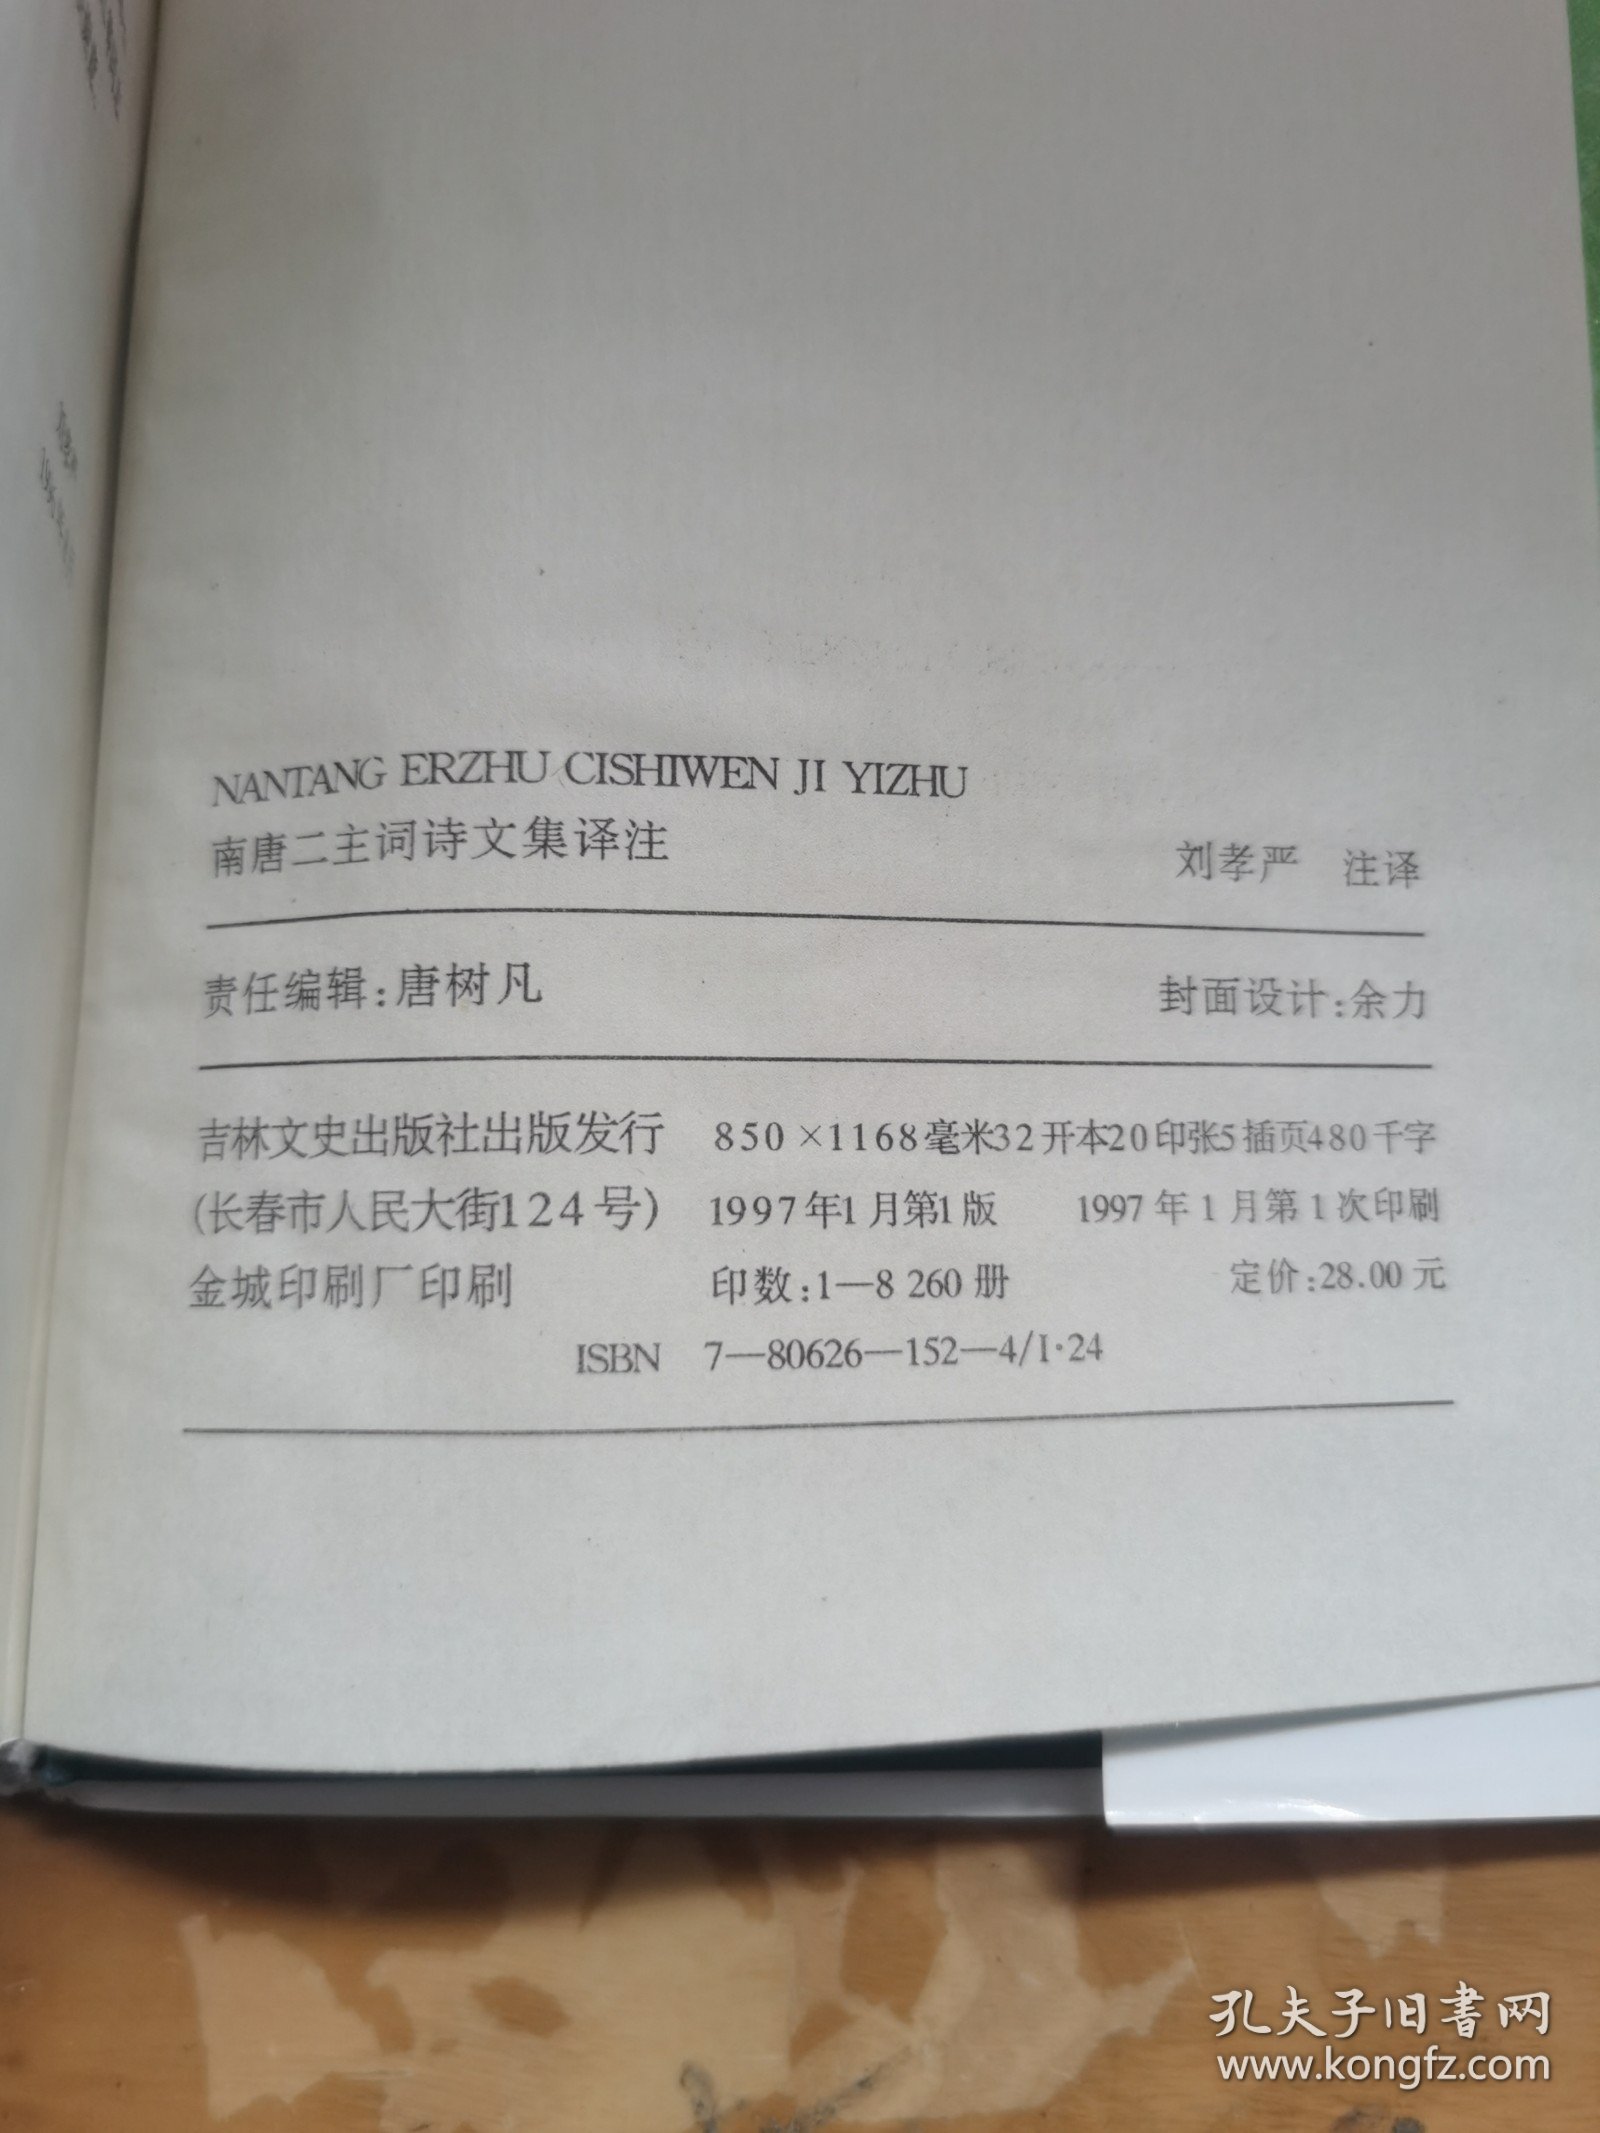 NANTANG ERZHU CISHIWEN JI YIZHU
南唐二主词诗文集译注 刘孝严 注译
责任编辑:唐树凡 封面设计:余力
吉林文史出版社出版发行 850×1168毫米32开本20印张5插页480千字
(长春市人民大街124号) 1997年1月第1版 1997年1月第1次印刷
金城印刷厂印刷 印数:1—8 260册 定价:28.00元
ISBN 7—80626—152—4/I·24
孔夫子旧书网
www.kongfz.com